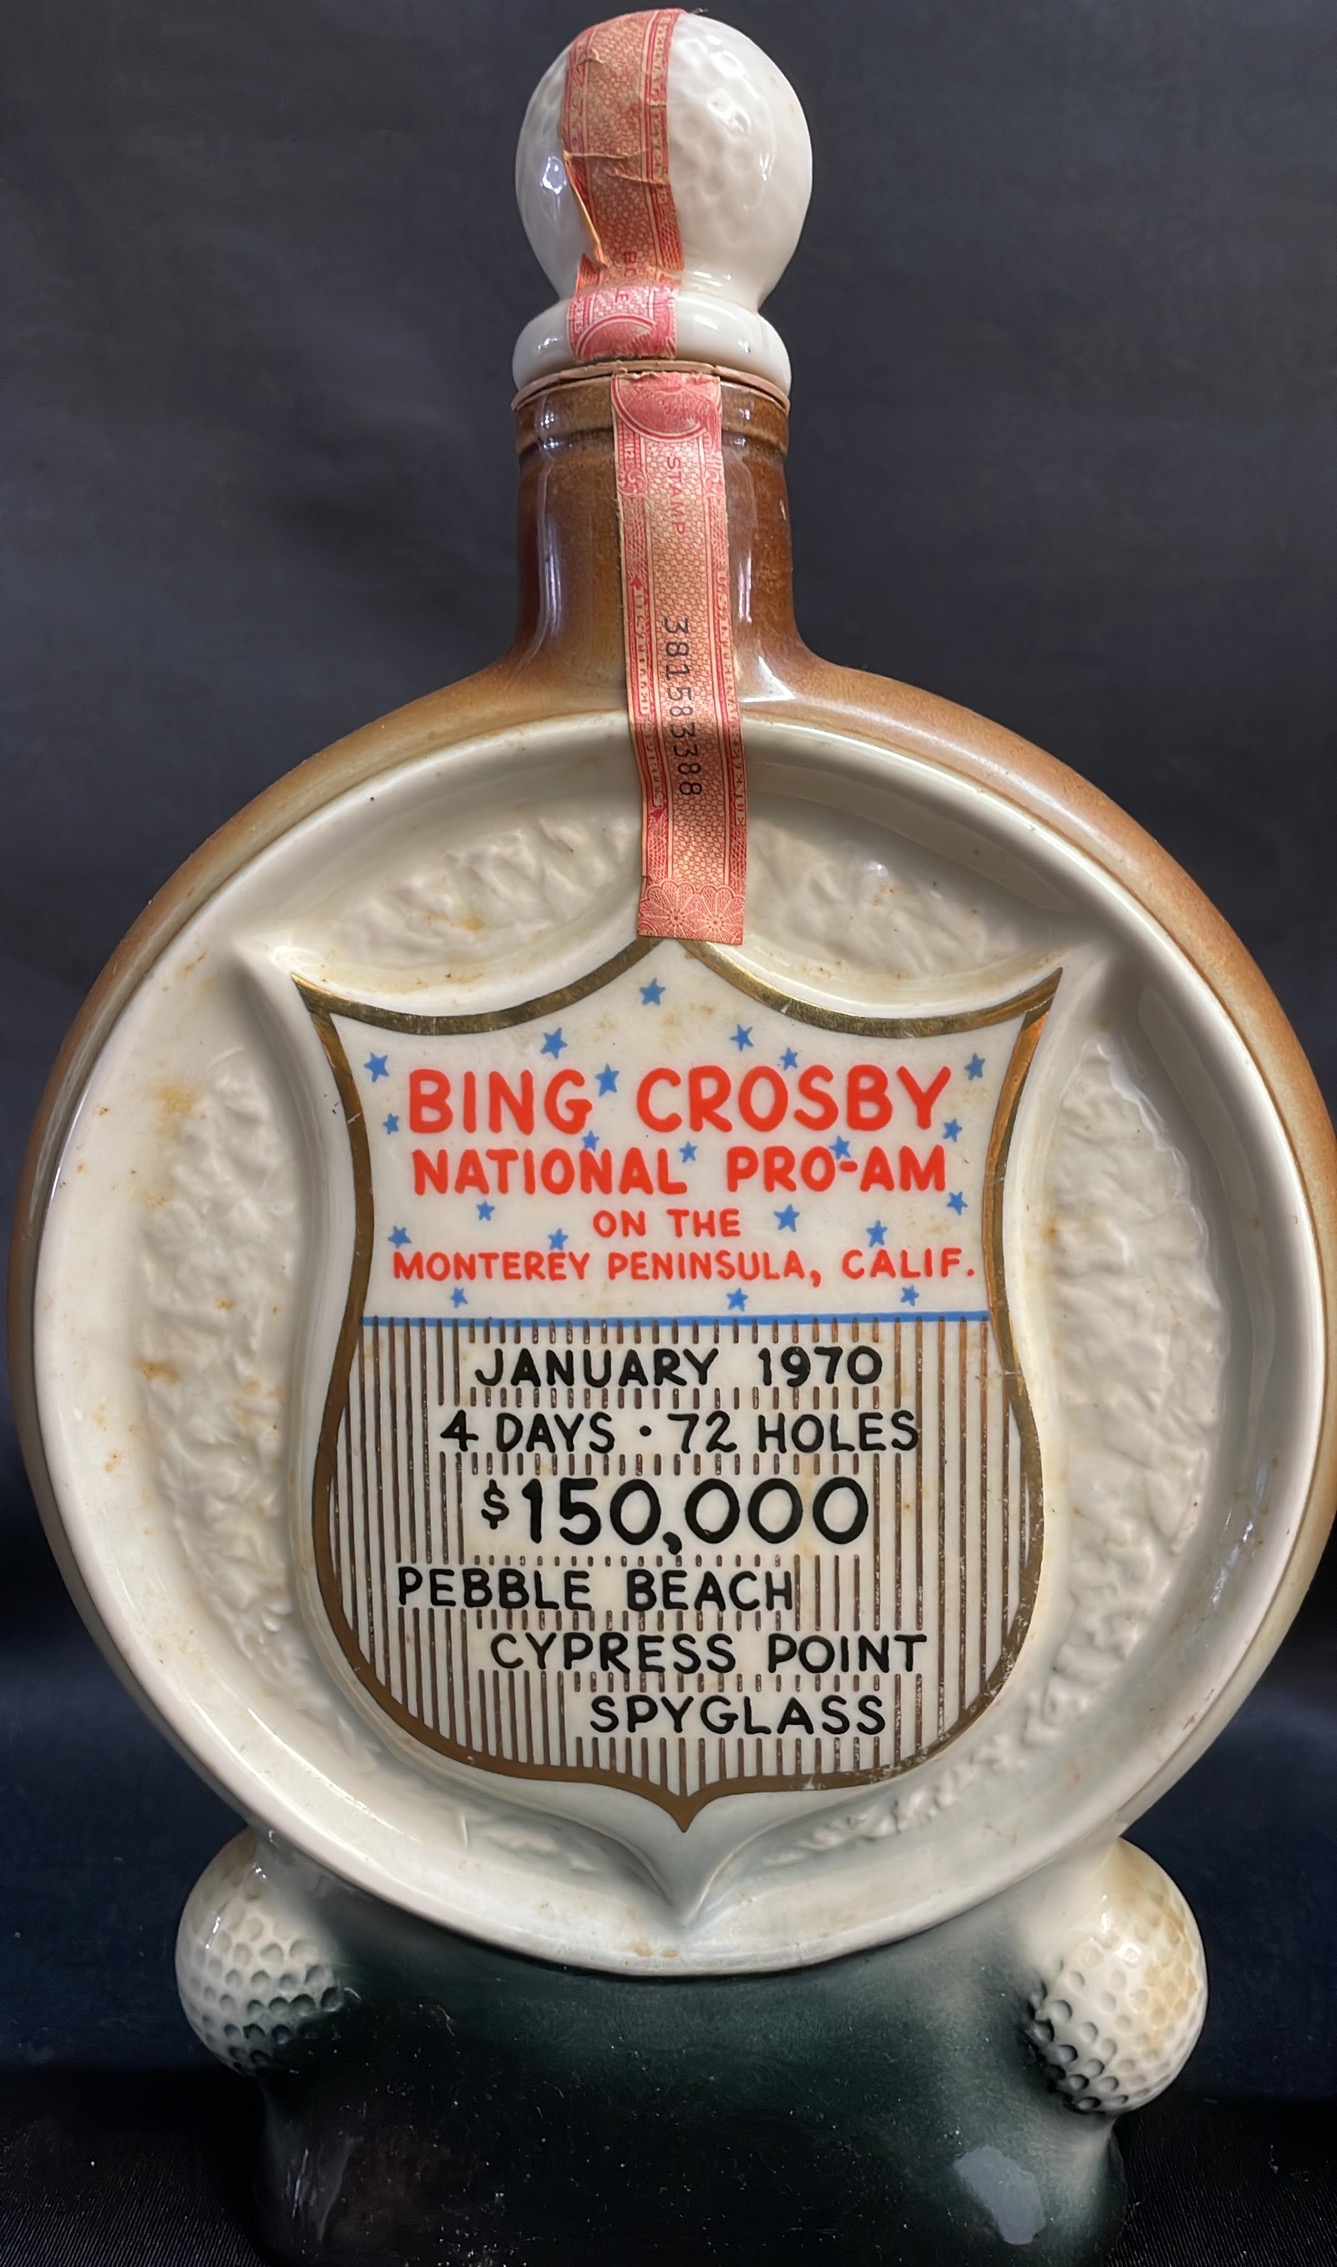 STAMP
381583388
BING CROSBY
NATIONAL PRO-AM
ON THE
MONTEREY PENINSULA, CALIF.
JANUARY 1970
4 DAYS · 72 HOLES
$150,000
PEBBLE BEACH
CYPRESS POINT
SPYGLASS